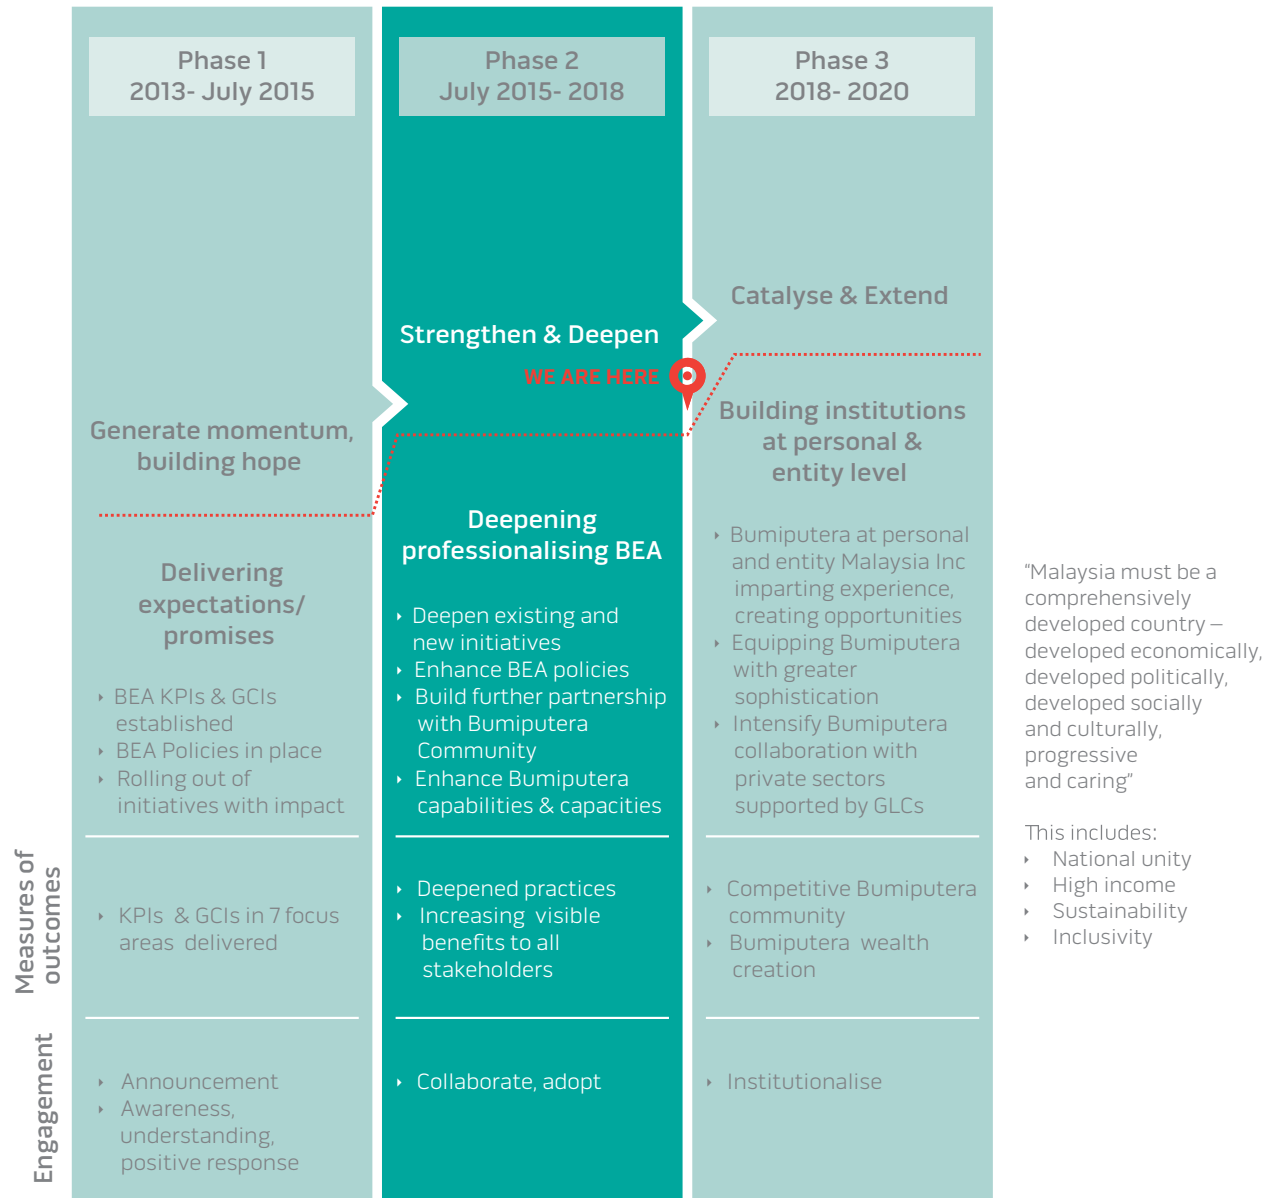 Phase 1
2013- July 2015
Generate momentum,
building hope
Delivering
expectations/
promises
BEA KPIs & GCIs
established
BEA Policies in place
Rolling out of
initiatives with impact
Phase 2
July 2015- 2018
Strengthen & Deepen
WE ARE HERE
Deepening
professionalising BEA
Deepen existing and
new initiatives
Enhance BEA policies
Build further partnership
with Bumiputera
Community
Enhance Bumiputera
capabilities & capacities
Phase 3
2018- 2020
Catalyse & Extend
Building institutions
at personal &
entity level
Bumiputera at personal
and entity Malaysia Inc
imparting experience,
creating opportunities
Equipping Bumiputera
with greater
sophistication
Intensify Bumiputera
collaboration with
private sectors
supported by GLCs
Measures of
outcomes
KPIs & GCIs in 7 focus
areas delivered
Deepened practices
Increasing visible
benefits to all
stakeholders
Competitive Bumiputera
community
Bumiputera wealth
creation
Engagement
Announcement
Awareness,
understanding,
positive response
Collaborate, adopt
Institutionalise
"Malaysia must be a
comprehensively
developed country –
developed economically,
developed politically,
developed socially
and culturally,
progressive
and caring"
This includes:
National unity
High income
Sustainability
Inclusivity